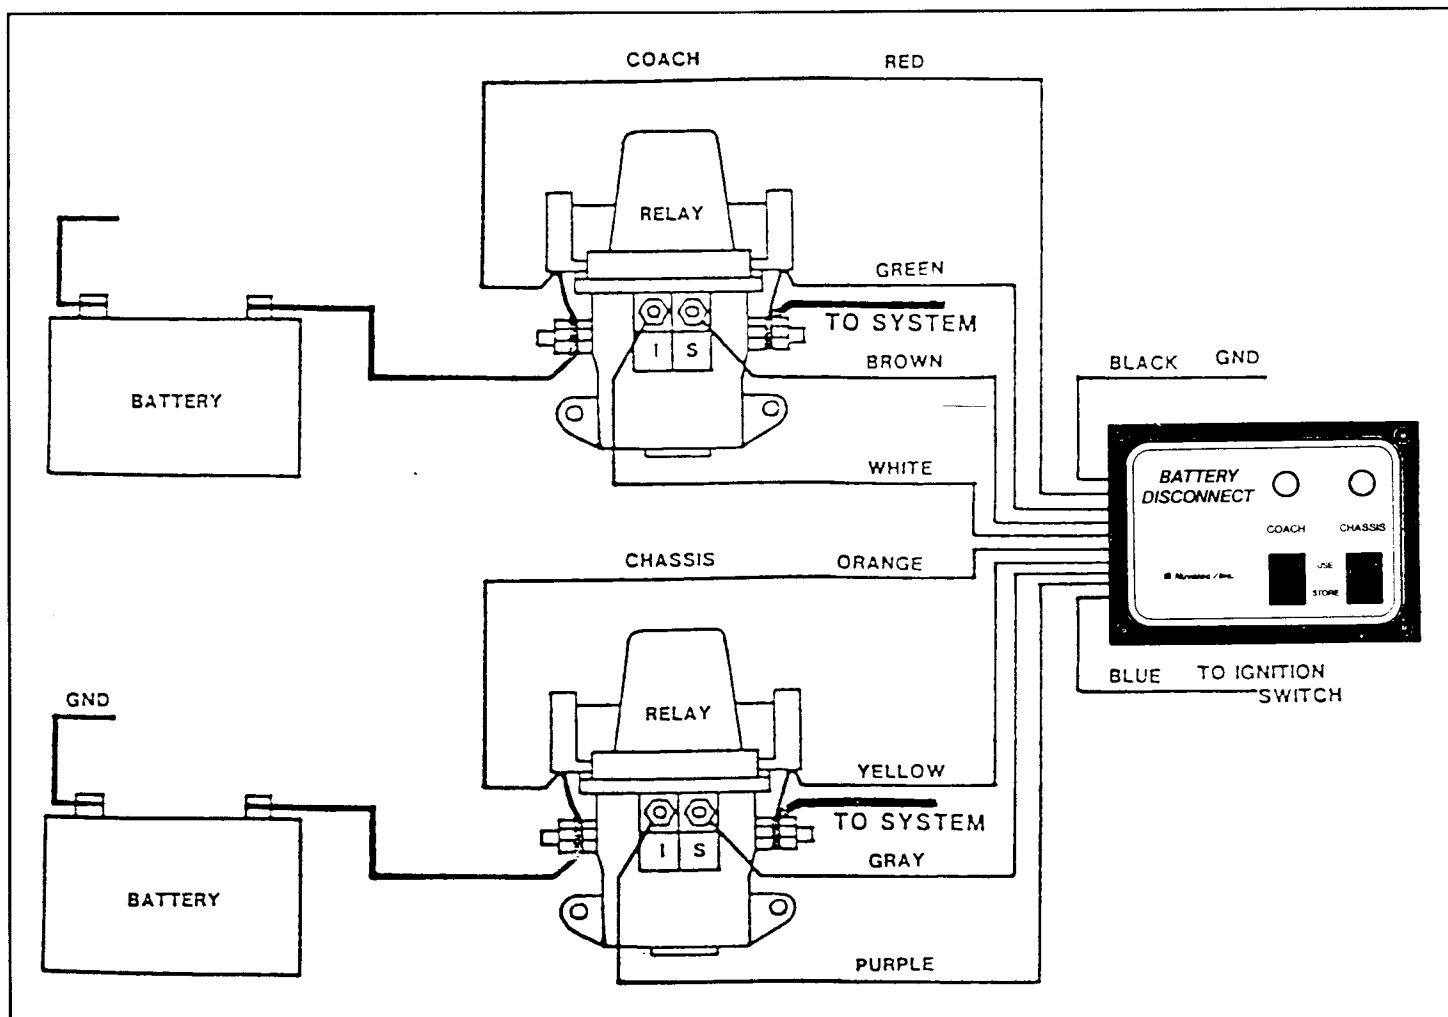 COACH RED
RELAY
GREEN
TO SYSTEM
I S
BROWN
BATTERY
BLACK GND
WHITE
BATTERY
DISCONNECT
COACH CHASSIS
USE
STORE
CHASSIS ORANGE
BLUE TO IGNITION
SWITCH
GND
RELAY
YELLOW
TO SYSTEM
I S
GRAY
BATTERY
PURPLE